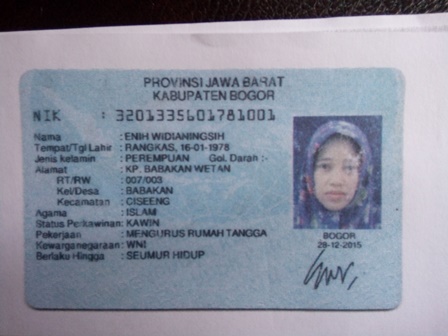 PROVINSI JAWA BARAT
KABUPATEN BOGOR
NIK : 3201335601781001
Nama : ENIH WIDIANINGSIH
Tempat/Tgl Lahir : RANGKAS, 16-01-1978
Jenis kelamin : PEREMPUAN Gol. Darah :-
Alamat : KP. BABAKAN WETAN
RT/RW : 007/003
Kel/Desa : BABAKAN
Kecamatan : CISEENG
Agama : ISLAM
Status Perkawinan: KAWIN
Pekerjaan : MENGURUS RUMAH TANGGA
Kewarganegaraan: WNI
Berlaku Hingga : SEUMUR HIDUP
BOGOR
28-12-2015